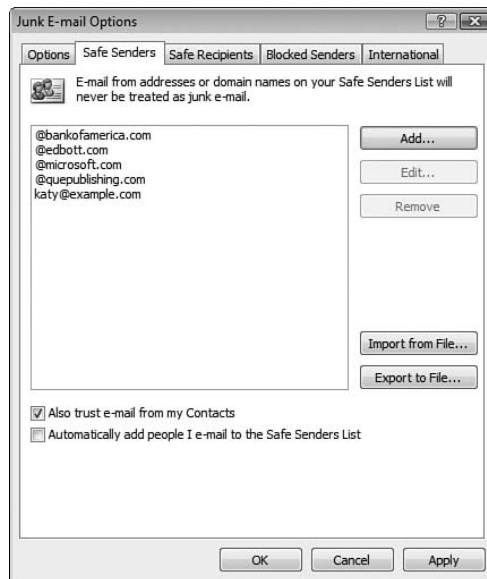 Junk E-mail Options
Options
Safe Senders
Safe Recipients
Blocked Senders
International
E-mail from addresses or domain names on your Safe Senders List will
never be treated as junk e-mail.
@bankofamerica.com
@edbott.com
@microsoft.com
@quepublishing.com
katy@example.com
Add...
Edit...
Remove
Import from File...
Export to File...
Also trust e-mail from my Contacts
Automatically add people I e-mail to the Safe Senders List
OK
Cancel
Apply